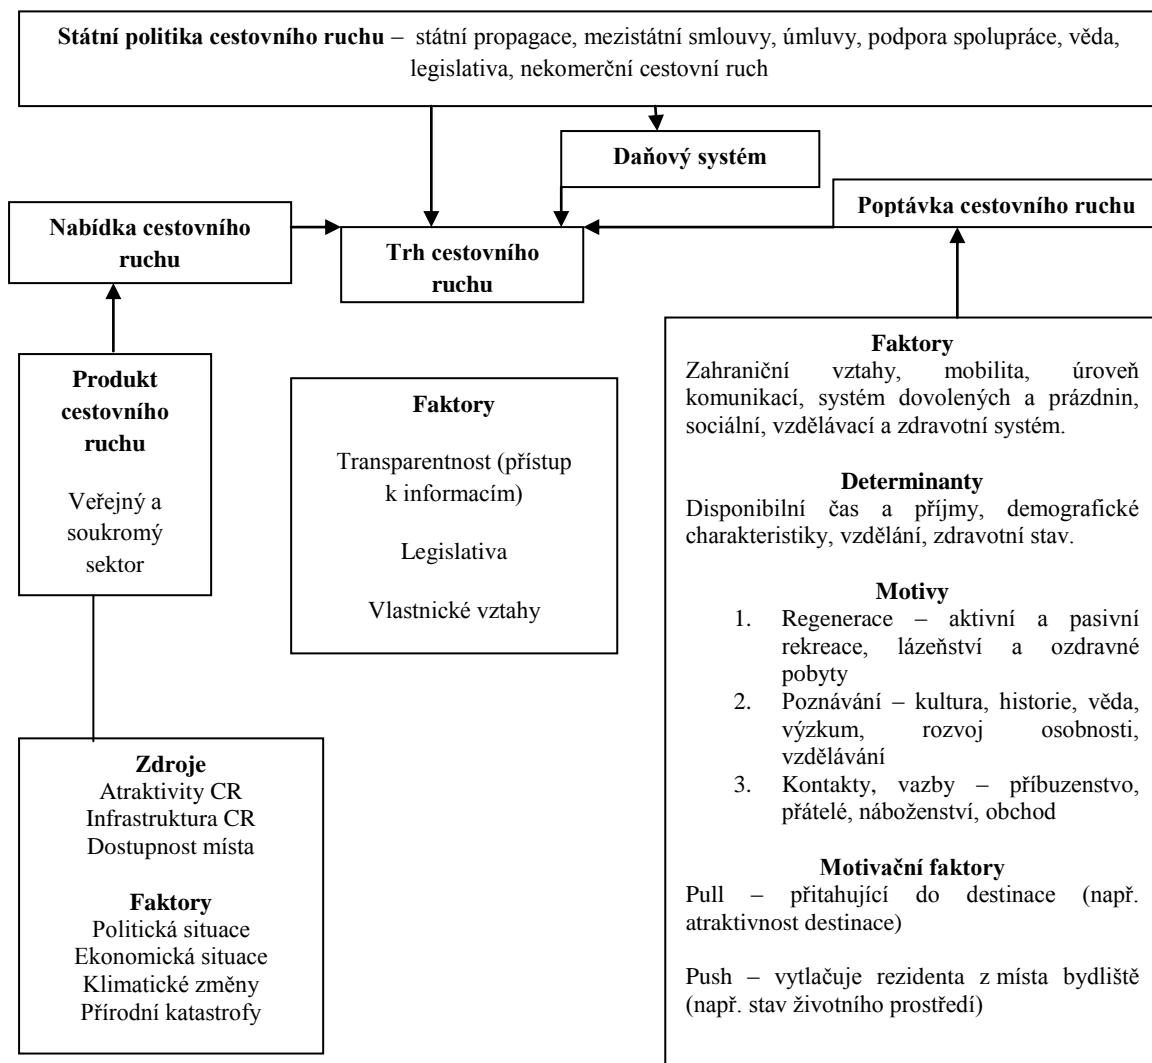 Státní politika cestovního ruchu – státní propagace, mezistátní smlouvy, úmluvy, podpora spolupráce, věda,
legislativa, nekomerční cestovní ruch
Daňový systém
Poptávka cestovního ruchu
Nabídka cestovního
ruchu
Trh cestovního
ruchu
Produkt
cestovního
ruchu
Veřejný a
soukromý
sektor
Faktory
Transparentnost (přístup
k informacím)
Legislativa
Vlastnické vztahy
Zdroje
Atraktivity CR
Infrastruktura CR
Dostupnost místa
Faktory
Politická situace
Ekonomická situace
Klimatické změny
Přírodní katastrofy
Faktory
Zahraniční vztahy, mobilita, úroveň
komunikací, systém dovolených a prázdnin,
sociální, vzdělávací a zdravotní systém.
Determinanty
Disponibilní čas a příjmy, demografické
charakteristiky, vzdělání, zdravotní stav.
Motivy
1. Regenerace – aktivní a pasivní
rekreace, lázeňství a ozdravné
pobyty
2. Poznávání – kultura, historie, věda,
výzkum, rozvoj osobnosti,
vzdělávání
3. Kontakty, vazby – příbuzenstvo,
přátelé, náboženství, obchod
Motivační faktory
Pull – přitahující do destinace (např.
atraktivnost destinace)
Push – vytlačuje rezidenta z místa bydliště
(např. stav životního prostředí)